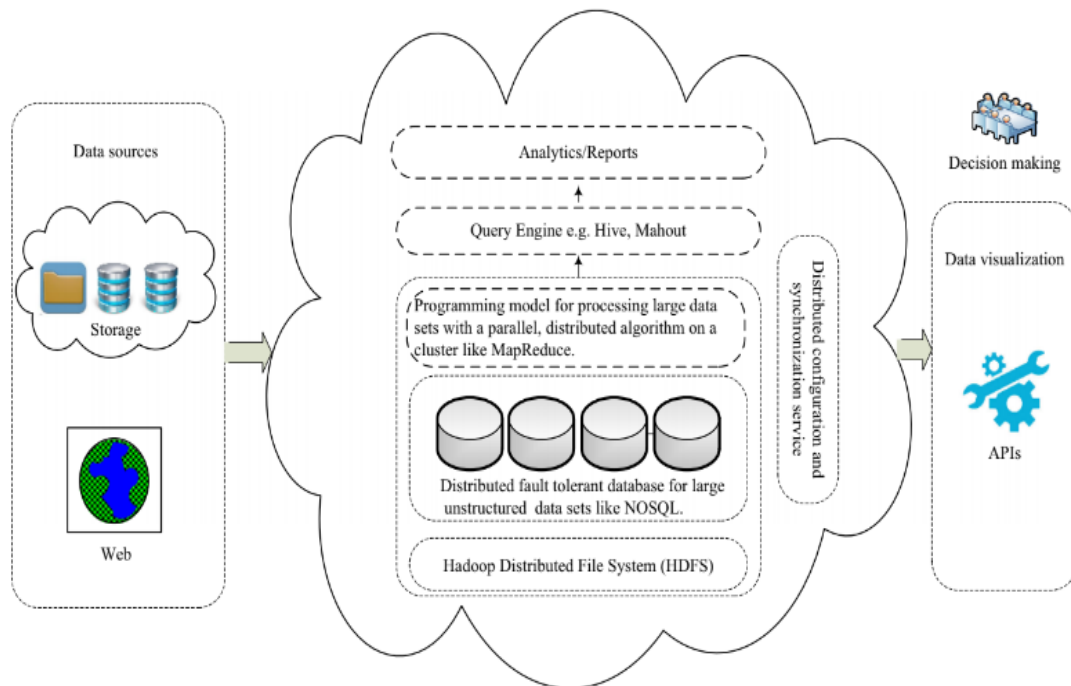 Data sources
Storage
Web
Analytics/Reports
Query Engine e.g. Hive, Mahout
Programming model for processing large data
sets with a parallel, distributed algorithm on a
cluster like MapReduce.
Distributed fault tolerant database for large
unstructured data sets like NOSQL.
Hadoop Distributed File System (HDFS)
Distributed configuration and
synchronization service
Decision making
Data visualization
APIs